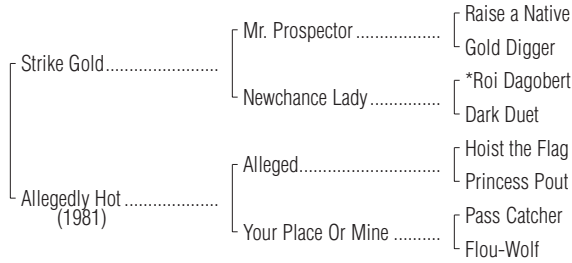 Raise a Native
Mr. Prospector ..................
Gold Digger
Strike Gold........................
*Roi Dagobert
Newchance Lady ...............
Dark Duet
Hoist the Flag
Alleged...............................
Princess Pout
Allegedly Hot ....................
(1981)
Pass Catcher
Your Place Or Mine ..........
Flou-Wolf